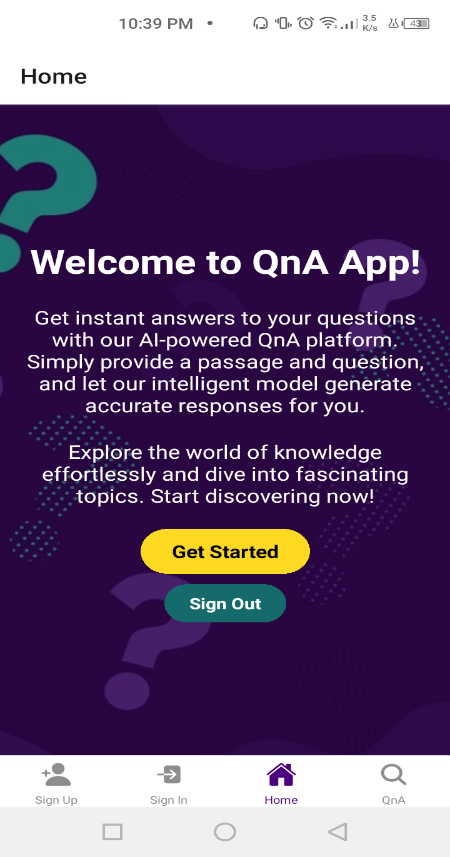 10:39 PM
3.5
K/s
43
Home
Welcome to QnA App!
Get instant answers to your questions
with our AI-powered QnA platform.
Simply provide a passage and question,
and let our intelligent model generate
accurate responses for you.
Explore the world of knowledge
effortlessly and dive into fascinating
topics. Start discovering now!
Get Started
Sign Out
Sign Up
Sign In
Home
QnA